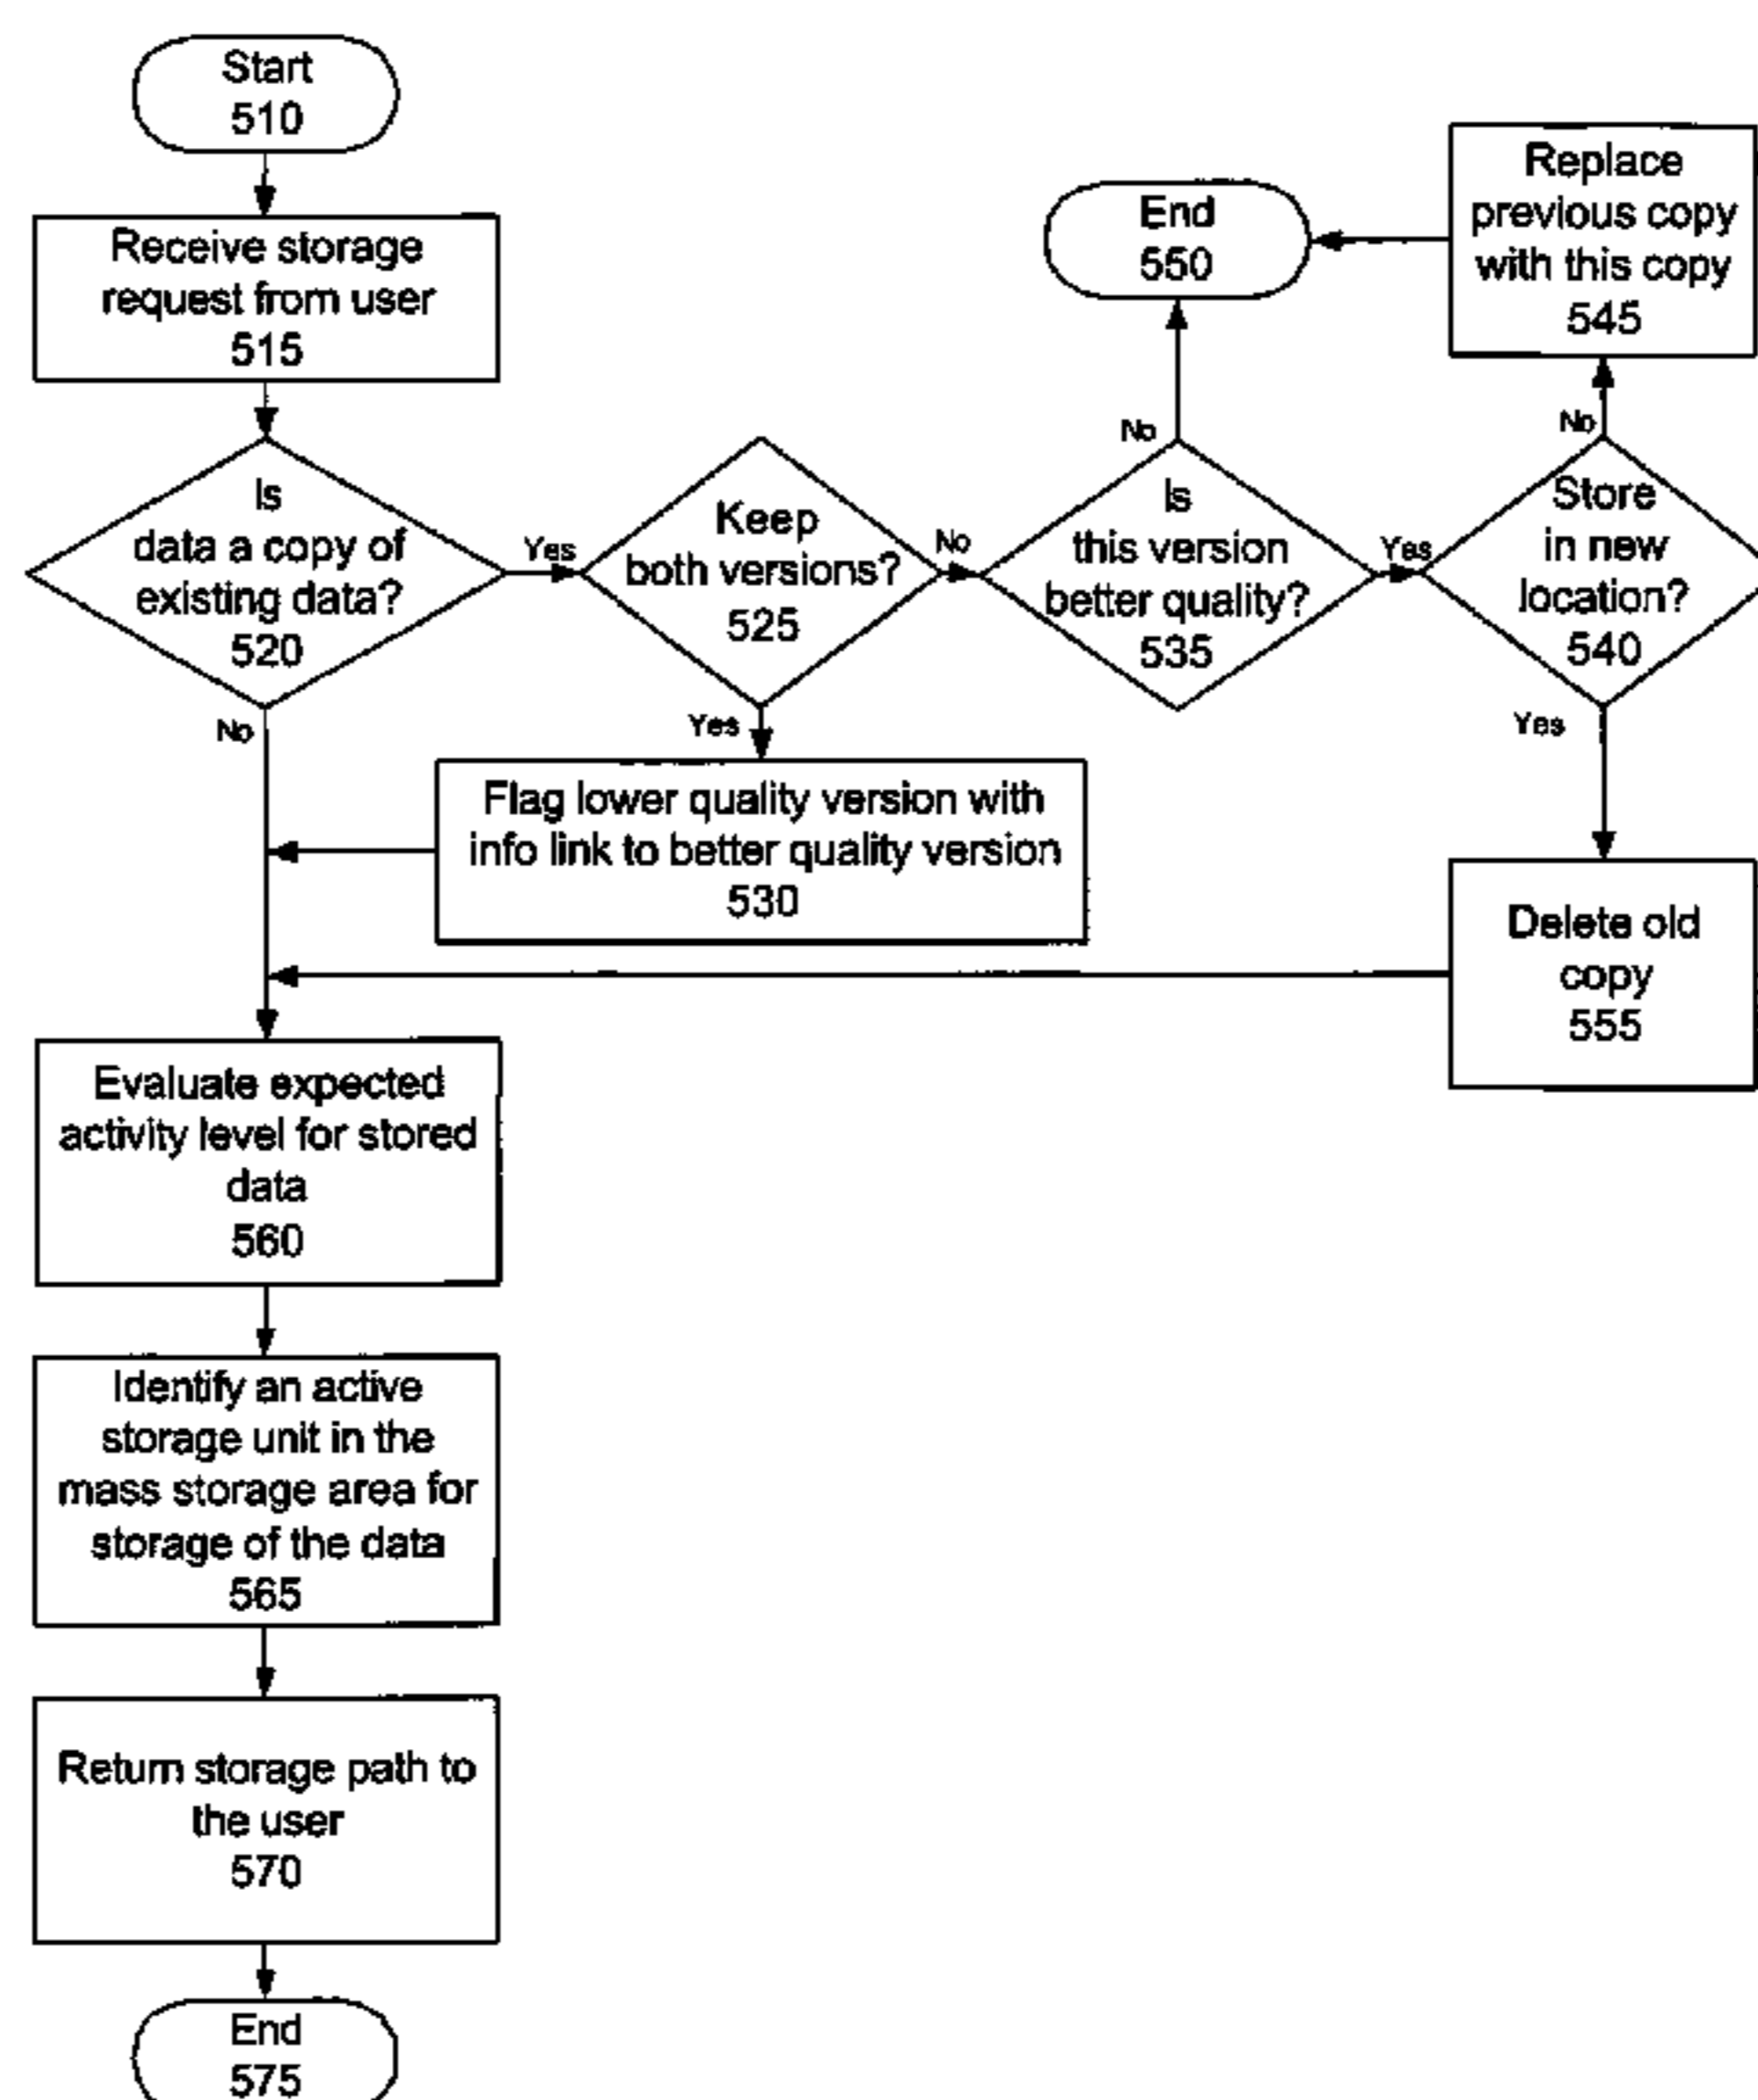 Start
510
Receive storage
request from user
515
Is
data a copy of
existing data?
520
Yes
No
Keep
both versions?
525
No
Yes
Flag lower quality version with
info link to better quality version
530
Is
this version
better quality?
535
No
Yes
End
550
Store
in new
location?
540
No
Yes
Replace
previous copy
with this copy
545
Delete old
copy
555
Evaluate expected
activity level for stored
data
560
Identify an active
storage unit in the
mass storage area for
storage of the data
565
Return storage path to
the user
570
End
575